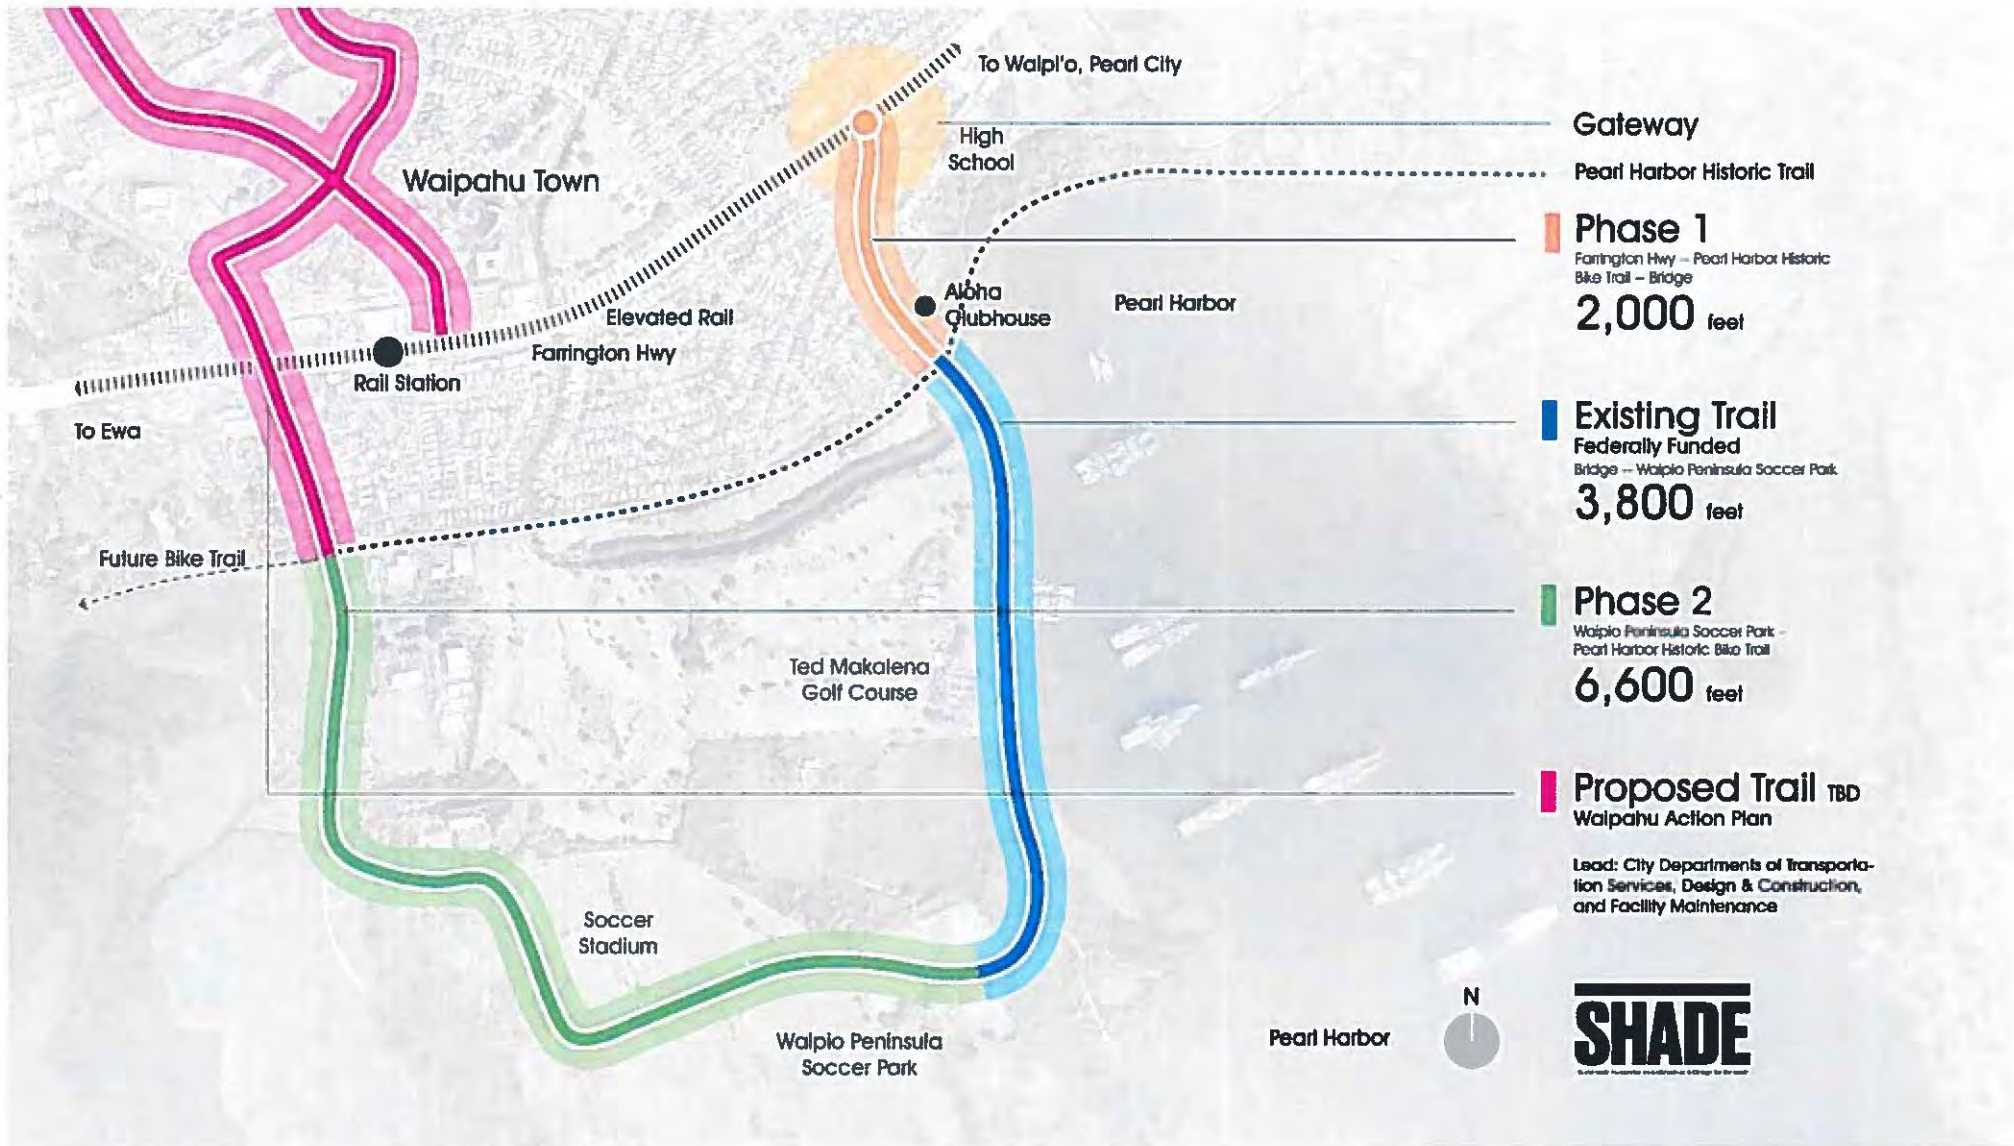 To Waipi'o, Pearl City
Gateway
High
School
Pearl Harbor Historic Trail
Waipahu Town
Phase 1
Farrington Hwy – Pearl Harbor Historic
Bike Trail – Bridge
2,000 feet
Aloha
Clubhouse
Pearl Harbor
Elevated Rail
Farrington Hwy
Rail Station
To Ewa
Existing Trail
Federally Funded
Bridge – Waipio Peninsula Soccer Park
3,800 feet
Future Bike Trail
Phase 2
Waipio Peninsula Soccer Park -
Pearl Harbor Historic Bike Trail
6,600 feet
Ted Makalena
Golf Course
Proposed Trail TBD
Waipahu Action Plan
Lead: City Departments of Transporta-
tion Services, Design & Construction,
and Facility Maintenance
Soccer
Stadium
Waipio Peninsula
Soccer Park
Pearl Harbor
N
SHADE